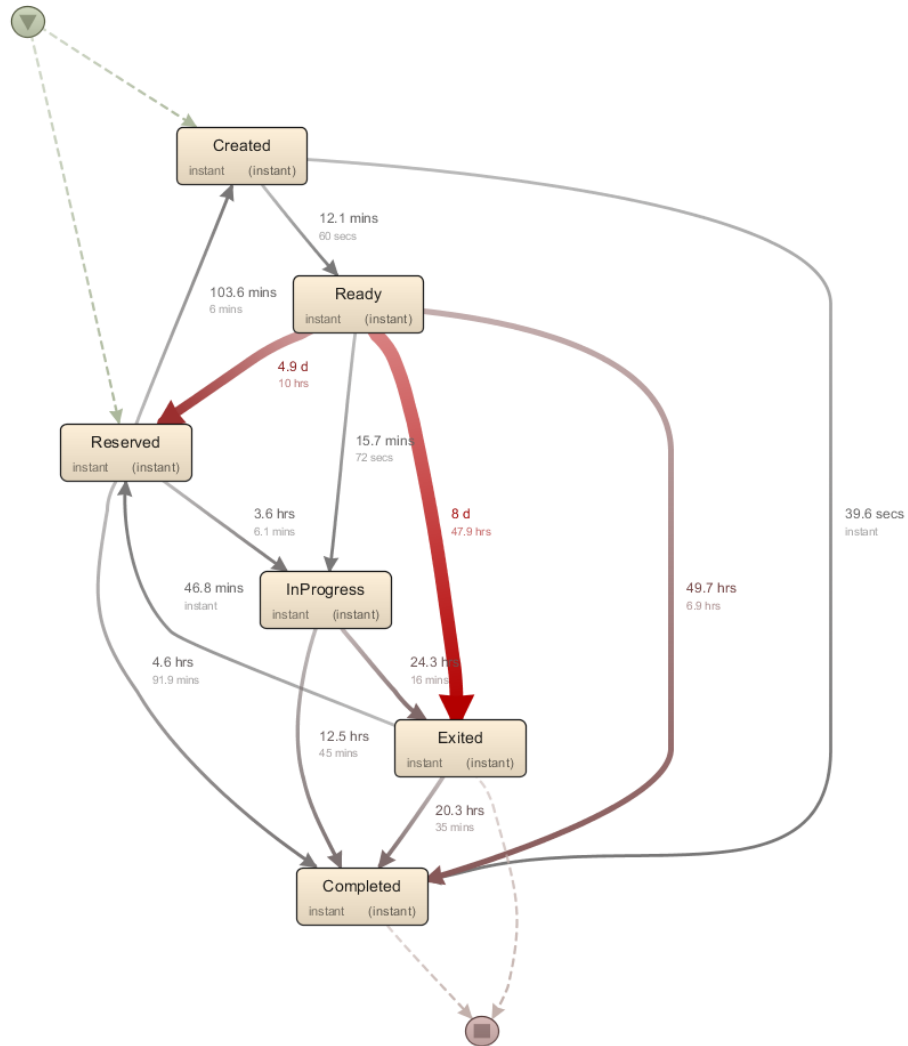 Created
instant (instant)
12.1 mins
60 secs
Ready
instant (instant)
103.6 mins
6 mins
4.9 d
10 hrs
Reserved
instant (instant)
15.7 mins
72 secs
3.6 hrs
6.1 mins
8 d
47.9 hrs
39.6 secs
instant
InProgress
instant (instant)
46.8 mins
instant
49.7 hrs
6.9 hrs
4.6 hrs
91.9 mins
24.3 hrs
16 mins
12.5 hrs
45 mins
Exited
instant (instant)
20.3 hrs
35 mins
Completed
instant (instant)